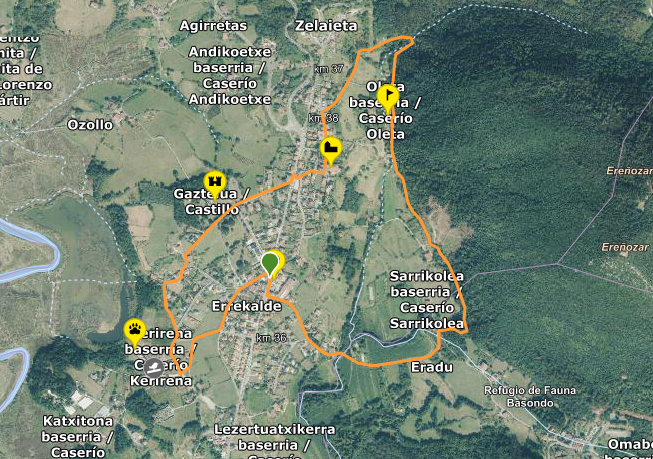 Agirretas
Zelaieta
entzo
nita /
ita de
Lorenzo
ártir
Andikoetxe
baserria /
Caserío
Andikoetxe
km 37
Oleta
baserria /
Caserío
Oleta
km 38
Ozollo
Ereñozar
Gaztelua /
Castillo
Ereñozar
Sarrikolea
baserria /
Caserío
Sarrikolea
Errekalde
km 36
Kerirena
baserria /
Caserío
Kerirena
Eradu
Refugio de Fauna
Basondo
Katxitona
baserria /
Caserío
Lezertuatxikerra
baserria /
Omabe